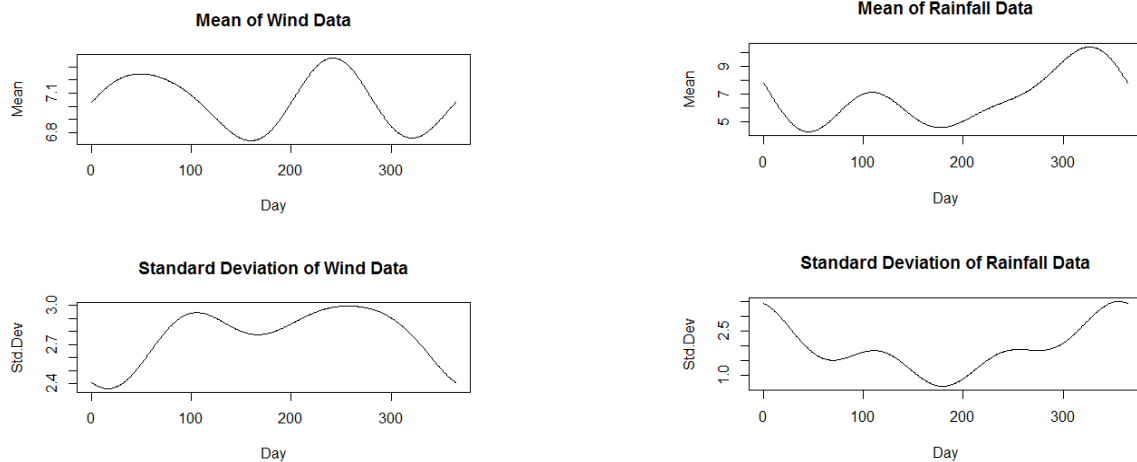 Mean of Wind Data
Mean
6.8 7.1
0 100 200 300
Day
Mean of Rainfall Data
Mean
5 7 9
0 100 200 300
Day
Standard Deviation of Wind Data
Std.Dev
2.4 2.7 3.0
0 100 200 300
Day
Standard Deviation of Rainfall Data
Std.Dev
1.0 2.5
0 100 200 300
Day